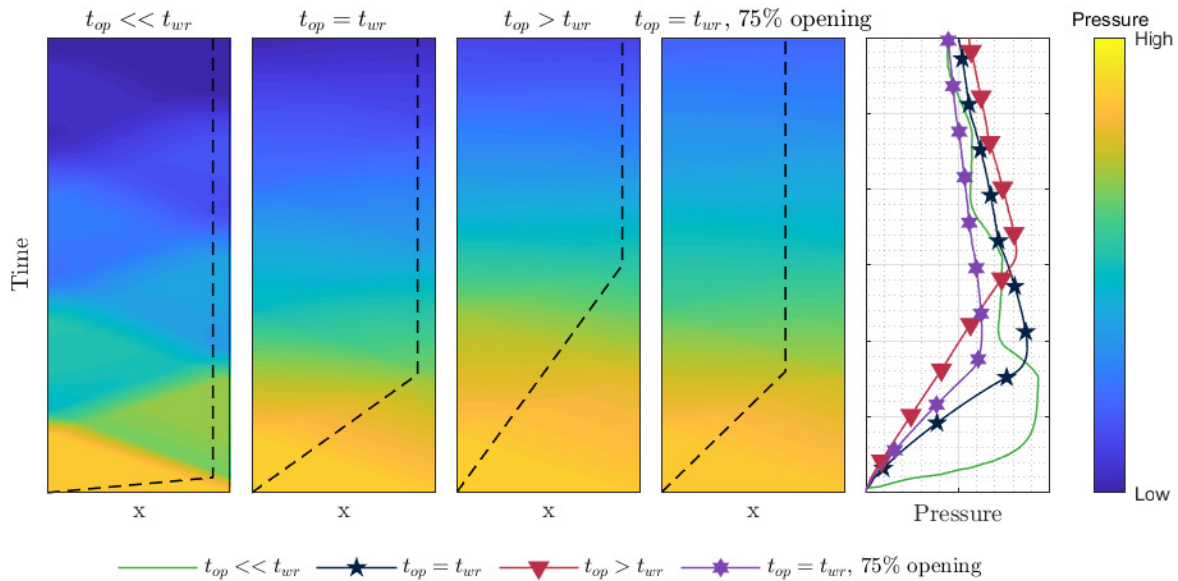 t_op << t_wr
t_op = t_wr
t_op > t_wr
t_op = t_wr, 75% opening
Pressure
High
Low
Time
x
x
x
x
Pressure
t_op << t_wr
t_op = t_wr
t_op > t_wr
t_op = t_wr, 75% opening